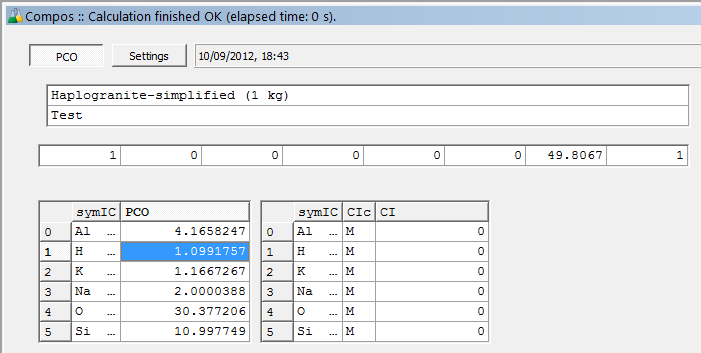 Compos :: Calculation finished OK (elapsed time: 0 s).
PCO Settings 10/09/2012, 18:43
Haplogranite-simplified (1 kg)
Test
1 0 0 0 0 0 49.8067 1
symIC PCO symIC CIc CI
0 Al ... 4.1658247 0 Al ... M 0
1 H ... 1.0991757 1 H ... M 0
2 K ... 1.1667267 2 K ... M 0
3 Na ... 2.0000388 3 Na ... M 0
4 O ... 30.377206 4 O ... M 0
5 Si ... 10.997749 5 Si ... M 0